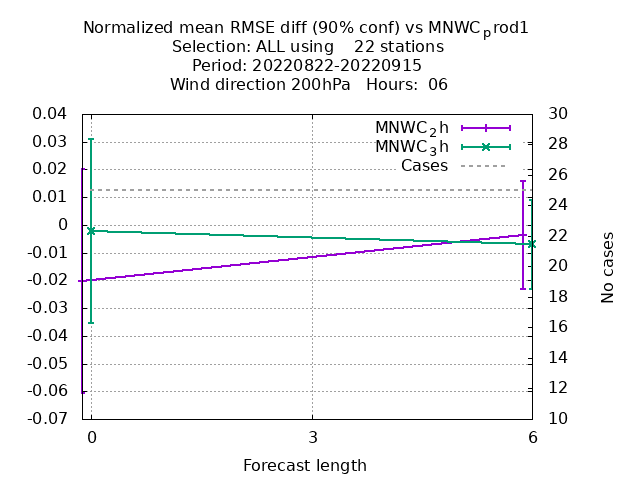 Normalized mean RMSE diff (90% conf) vs MNWCprod1
Selection: ALL using    22 stations
Period: 20220822-20220915
Wind direction 200hPa   Hours:  06
MNWC2h
MNWC3h
Cases
0.04
0.03
0.02
0.01
0
-0.01
-0.02
-0.03
-0.04
-0.05
-0.06
-0.07
30
28
26
24
22
20
18
16
14
12
10
No cases
0 3 6
Forecast length